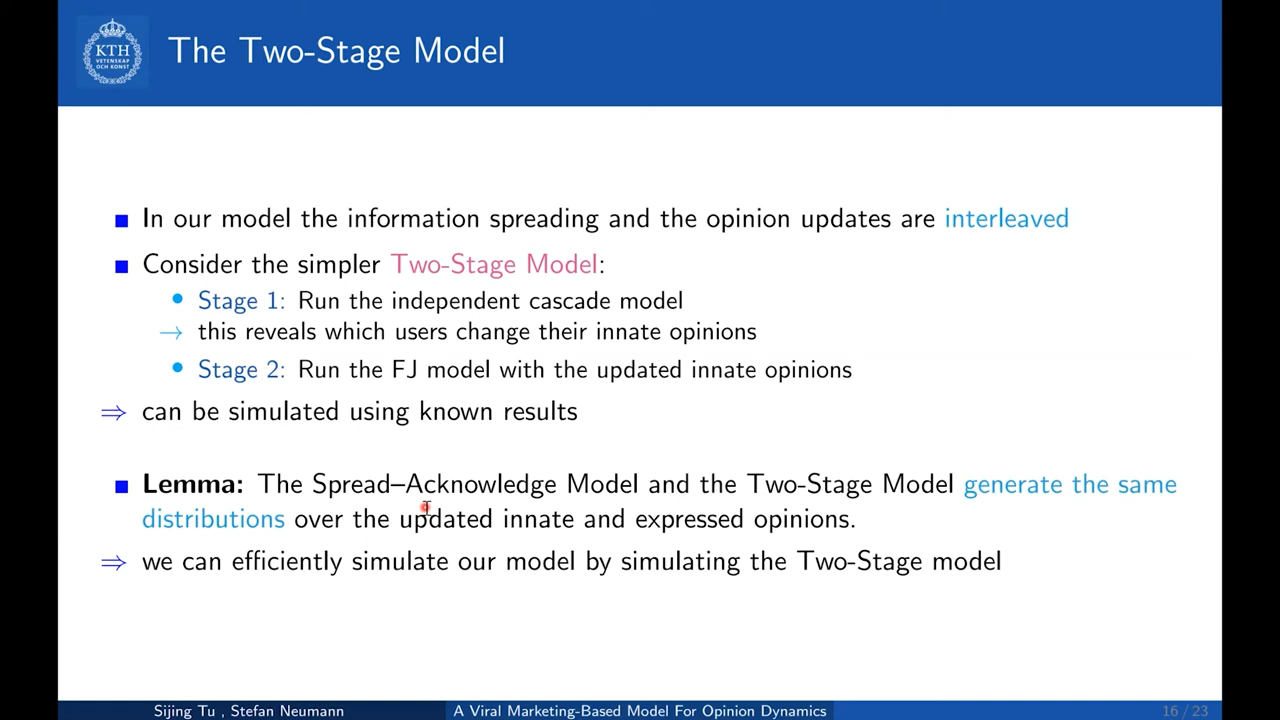 KTH
VETENSKAP
OCH KONST
The Two-Stage Model
■ In our model the information spreading and the opinion updates are interleaved
■ Consider the simpler Two-Stage Model:
• Stage 1: Run the independent cascade model
→ this reveals which users change their innate opinions
• Stage 2: Run the FJ model with the updated innate opinions
⇒ can be simulated using known results
■ Lemma: The Spread–Acknowledge Model and the Two-Stage Model generate the same
distributions over the updated innate and expressed opinions.
⇒ we can efficiently simulate our model by simulating the Two-Stage model
Sijing Tu , Stefan Neumann A Viral Marketing-Based Model For Opinion Dynamics 16 / 23